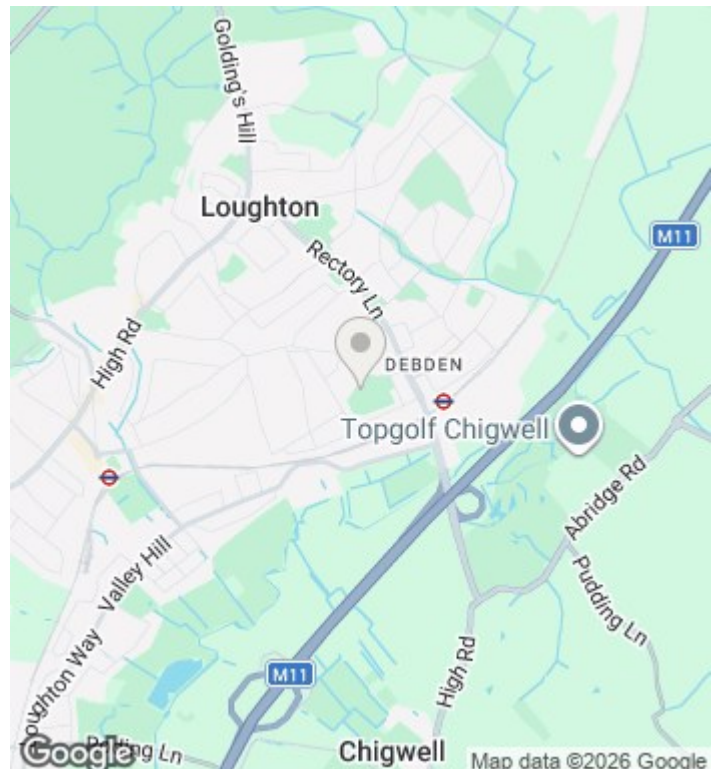 Golding's Hill
Loughton
M11
Rectory Ln
High Rd
DEBDEN
Topgolf Chigwell
Abridge Rd
Pudding Ln
Valley Hill
High Rd
M11
Way
Ln
Chigwell
Google
Map data ©2026 Google